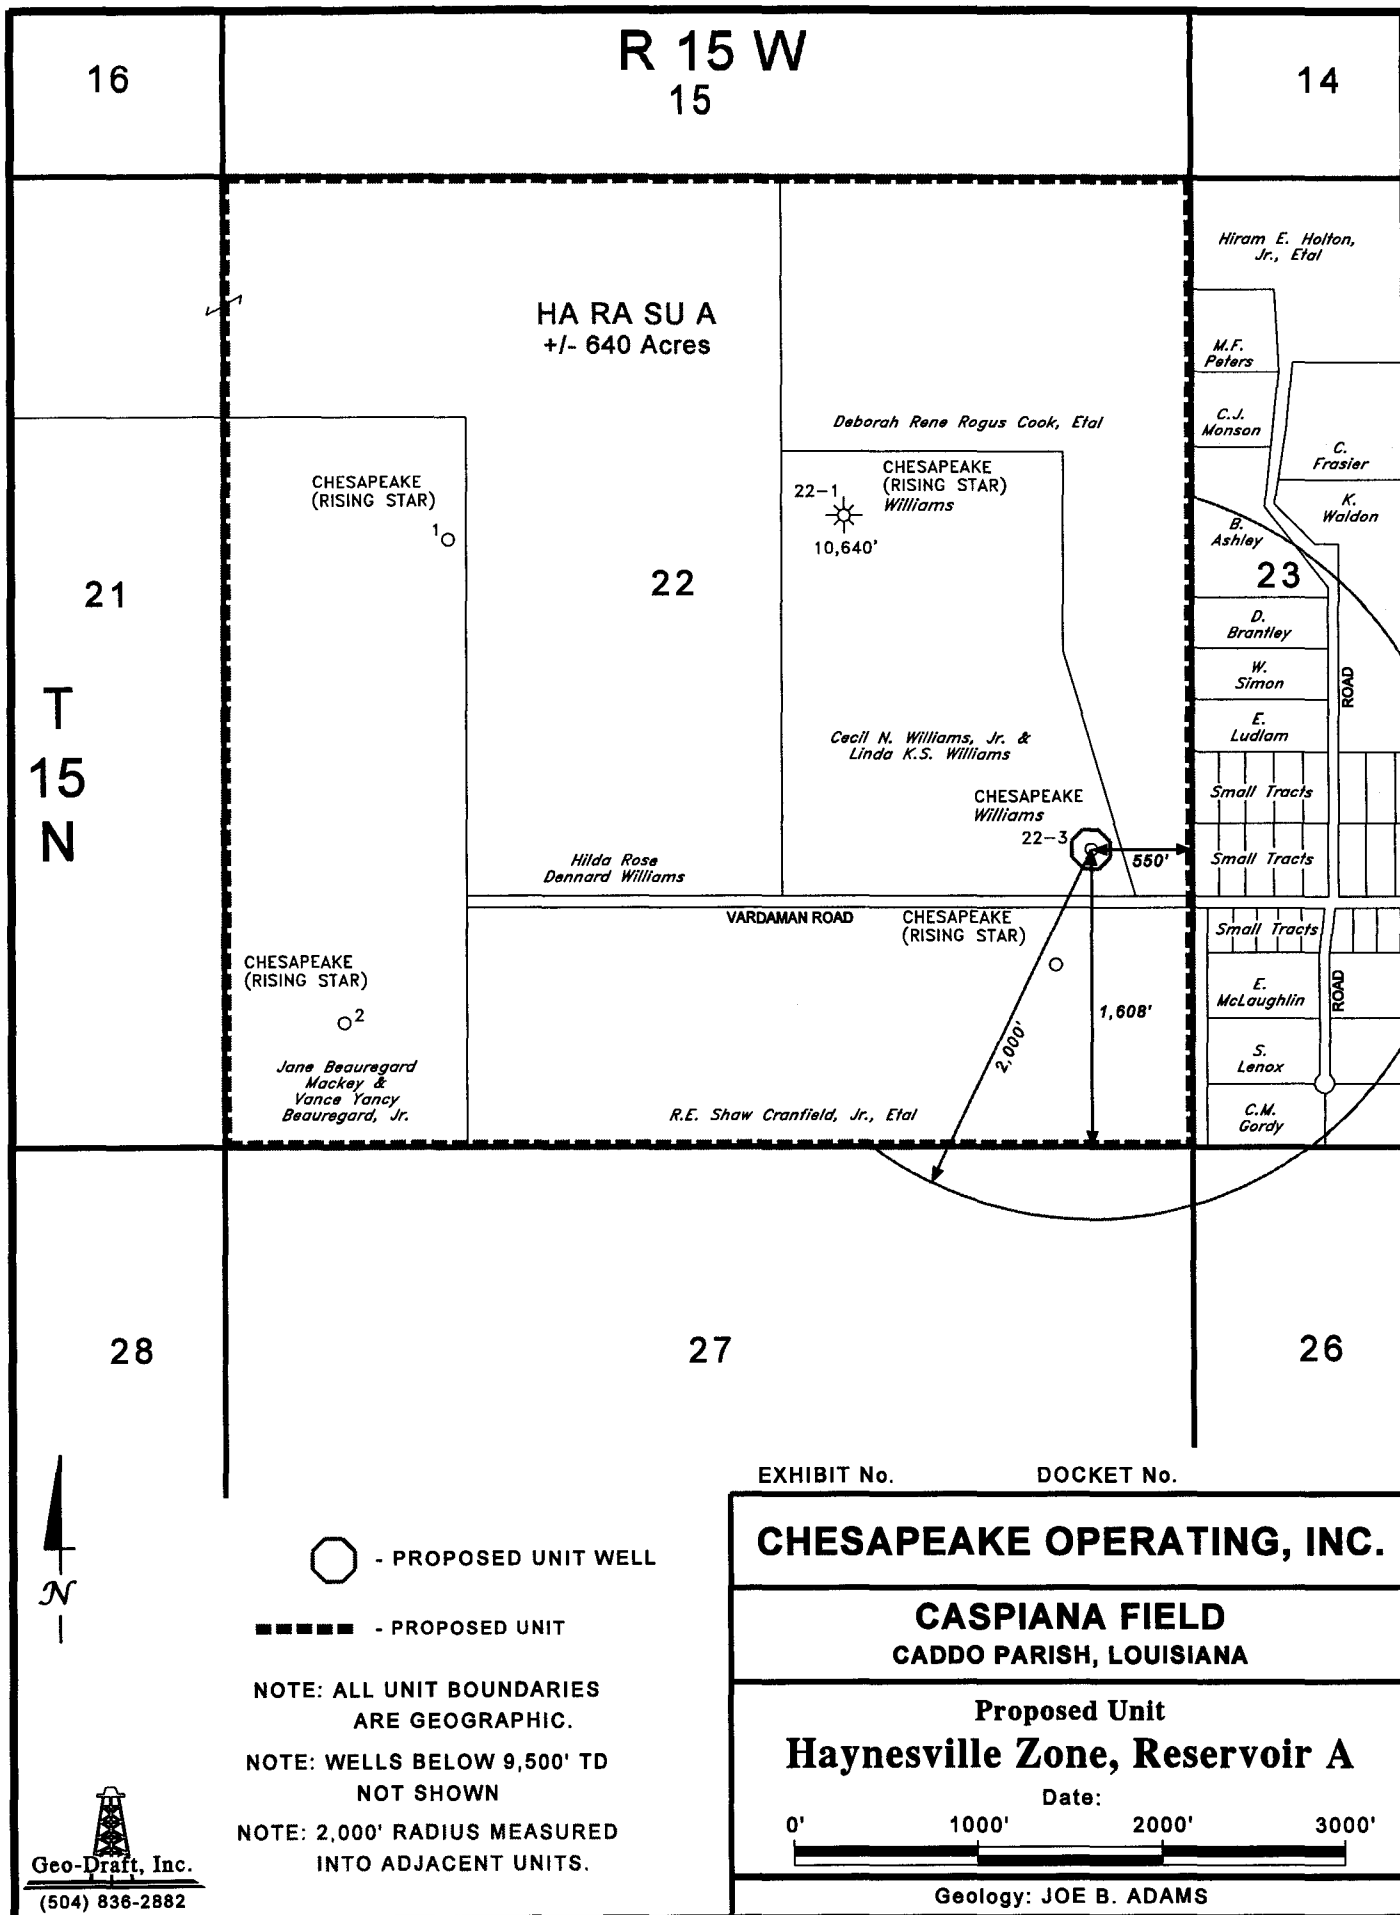 R 15 W
16
15
14
Hiram E. Holton,
Jr., Etal
HA RA SU A
+/- 640 Acres
M.F.
Peters
C.J.
Monson
C.
Frasier
K.
Waldon
B.
Ashley
Deborah Rene Rogus Cook, Etal
CHESAPEAKE
(RISING STAR)
1
22-1
CHESAPEAKE
(RISING STAR)
Williams
10,640'
21
22
23
D.
Brantley
W.
Simon
E.
Ludlam
ROAD
T
15
N
Cecil N. Williams, Jr. &
Linda K.S. Williams
CHESAPEAKE
Williams
22-3
550'
Small Tracts
Small Tracts
Hilda Rose
Dennard Williams
VARDAMAN ROAD
CHESAPEAKE
(RISING STAR)
Small Tracts
CHESAPEAKE
(RISING STAR)
2
E.
McLaughlin
ROAD
1,608'
2,000'
S.
Lenox
Jane Beauregard
Mackey &
Vance Yancy
Beauregard, Jr.
R.E. Shaw Cranfield, Jr., Etal
C.M.
Gordy
28
27
26
EXHIBIT No.
DOCKET No.
N
- PROPOSED UNIT WELL
- PROPOSED UNIT
NOTE: ALL UNIT BOUNDARIES
ARE GEOGRAPHIC.
NOTE: WELLS BELOW 9,500' TD
NOT SHOWN
NOTE: 2,000' RADIUS MEASURED
INTO ADJACENT UNITS.
Geo-Draft, Inc.
(504) 836-2882
CHESAPEAKE OPERATING, INC.
CASPIANA FIELD
CADDO PARISH, LOUISIANA
Proposed Unit
Haynesville Zone, Reservoir A
Date:
0' 1000' 2000' 3000'
Geology: JOE B. ADAMS